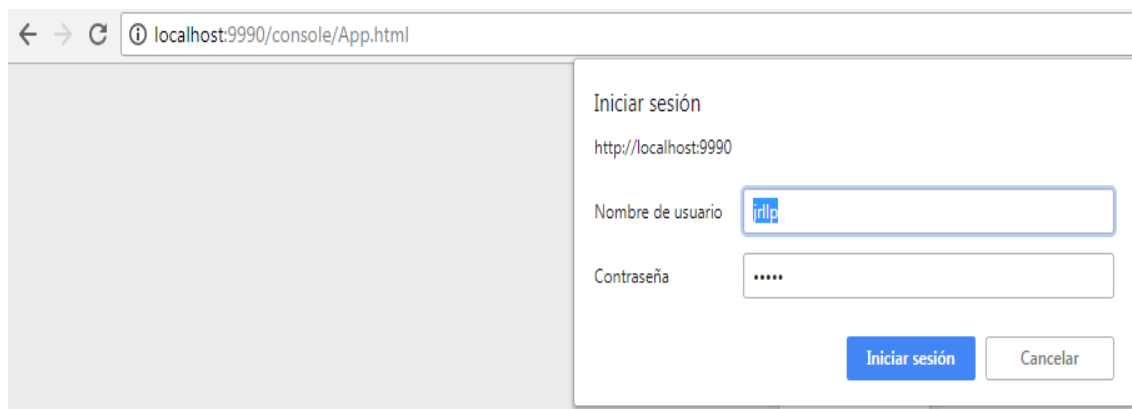 localhost:9990/console/App.html
Iniciar sesión
http://localhost:9990
Nombre de usuario jrllp
Contraseña •••••
Iniciar sesión Cancelar